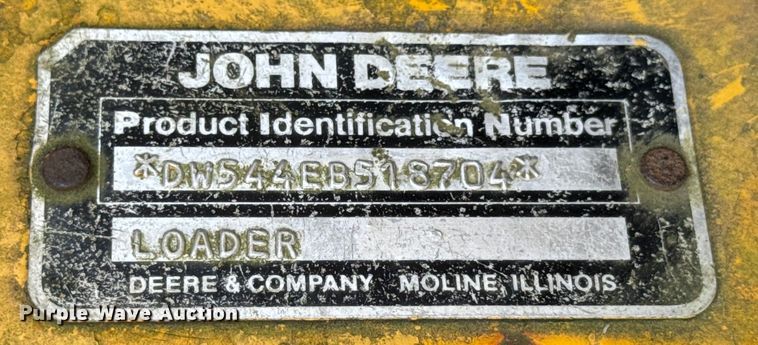 JOHN DEERE
Product Identification Number
*DW544EB518704*
LOADER
DEERE & COMPANY MOLINE, ILLINOIS
Purple Wave Auction